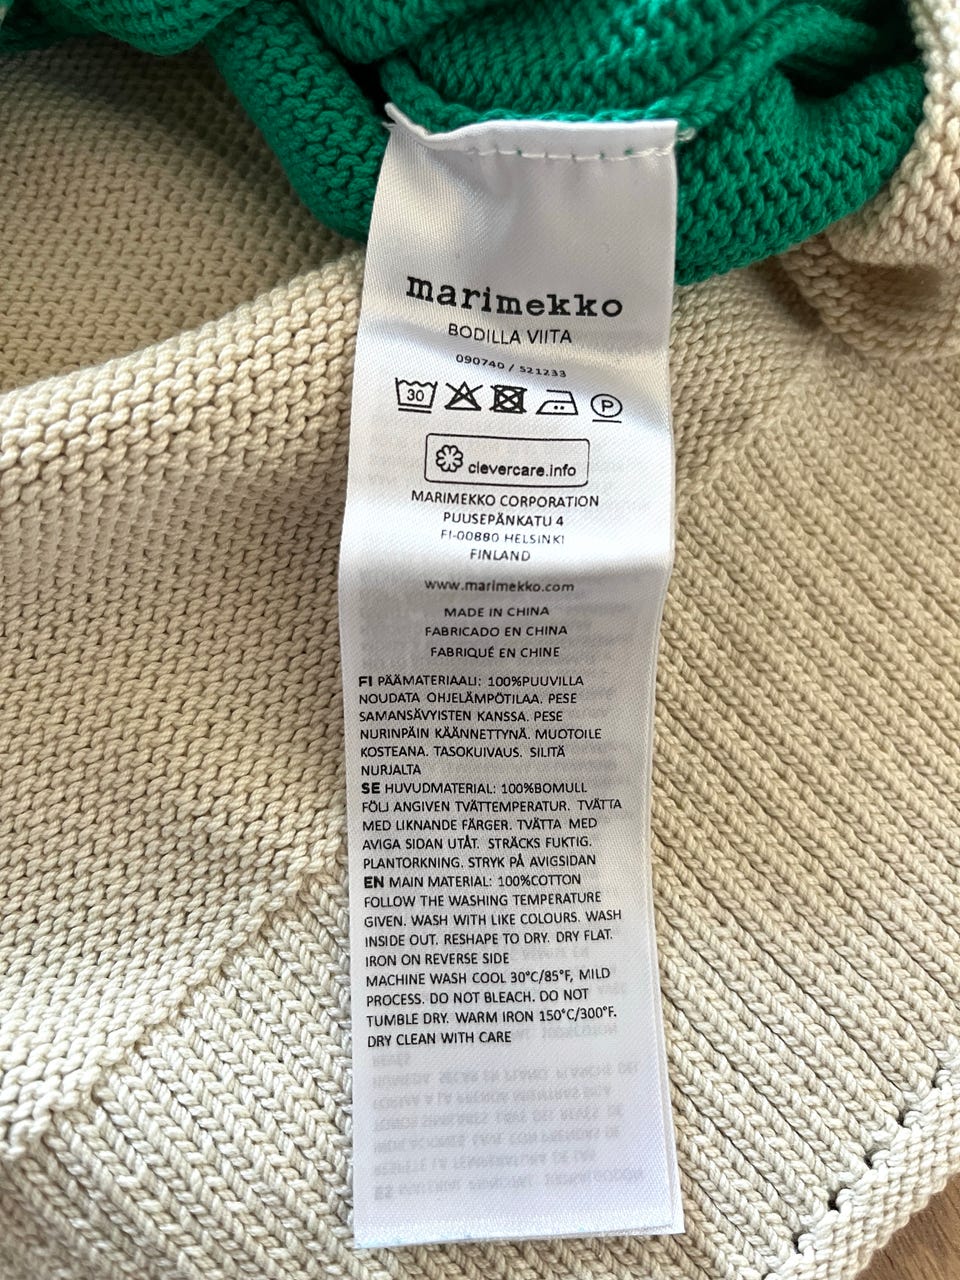 marimekko
BODILLA VIITA
090740 / 521233
30
P
clevercare.info
MARIMEKKO CORPORATION
PUUSEPÄNKATU 4
FI-00880 HELSINKI
FINLAND
www.marimekko.com
MADE IN CHINA
FABRICADO EN CHINA
FABRIQUÉ EN CHINE
FI PÄÄMATERIAALI: 100%PUUVILLA
NOUDATA OHJELÄMPÖTILAA. PESE
SAMANSÄVYISTEN KANSSA. PESE
NURINPÄIN KÄÄNNETTYNÄ. MUOTOILE
KOSTEANA. TASOKUIVAUS. SILITÄ
NURJALTA
SE HUVUDMATERIAL: 100%BOMULL
FÖLJ ANGIVEN TVÄTTEMPERATUR. TVÄTTA
MED LIKNANDE FÄRGER. TVÄTTA MED
AVIGA SIDAN UTÅT. STRÄCKS FUKTIG.
PLANTORKNING. STRYK PÅ AVIGSIDAN
EN MAIN MATERIAL: 100%COTTON
FOLLOW THE WASHING TEMPERATURE
GIVEN. WASH WITH LIKE COLOURS. WASH
INSIDE OUT. RESHAPE TO DRY. DRY FLAT.
IRON ON REVERSE SIDE
MACHINE WASH COOL 30°C/85°F, MILD
PROCESS. DO NOT BLEACH. DO NOT
TUMBLE DRY. WARM IRON 150°C/300°F.
DRY CLEAN WITH CARE